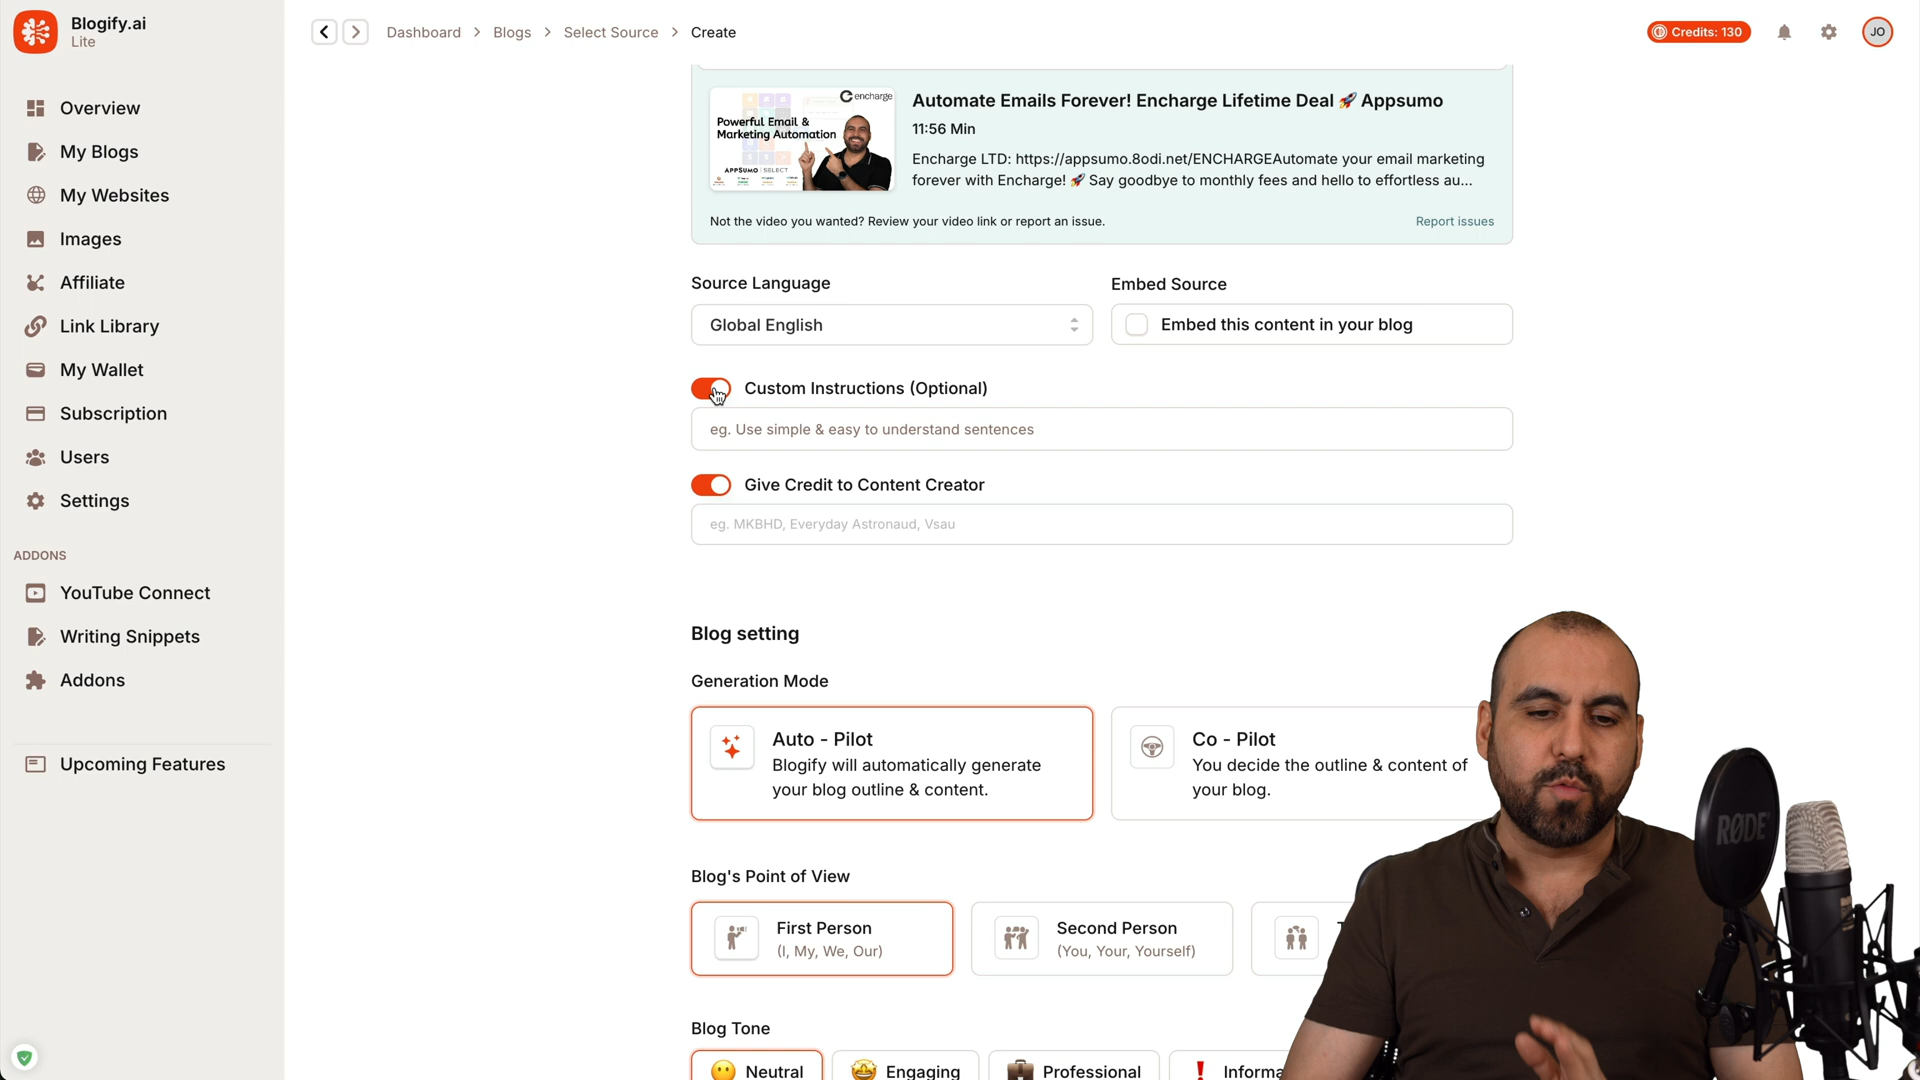 Blogify.ai
Lite
Dashboard > Blogs > Select Source > Create
Credits: 130
JO
Overview
My Blogs
My Websites
Images
Affiliate
Link Library
My Wallet
Subscription
Users
Settings
ADDONS
YouTube Connect
Writing Snippets
Addons
Upcoming Features
encharge
Powerful Email &
Marketing Automation
APPSUMO | SELECT
Automate Emails Forever! Encharge Lifetime Deal 🚀 Appsumo
11:56 Min
Encharge LTD: https://appsumo.8odi.net/ENCHARGEAutomate your email marketing
forever with Encharge! 🚀 Say goodbye to monthly fees and hello to effortless au...
Not the video you wanted? Review your video link or report an issue.
Report issues
Source Language
Embed Source
Global English
Embed this content in your blog
Custom Instructions (Optional)
eg. Use simple & easy to understand sentences
Give Credit to Content Creator
eg. MKBHD, Everyday Astronaud, Vsau
Blog setting
Generation Mode
Auto - Pilot
Blogify will automatically generate
your blog outline & content.
Co - Pilot
You decide the outline & content of
your blog.
Blog's Point of View
First Person
(I, My, We, Our)
Second Person
(You, Your, Yourself)
Blog Tone
Neutral
Engaging
Professional
Informa
RØDE